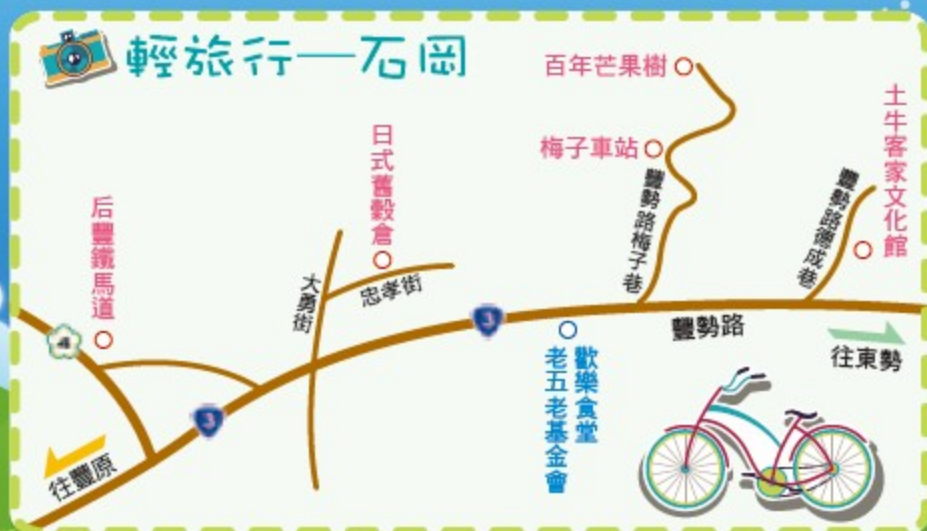 輕旅行—石岡
百年芒果樹
梅子車站
土牛客家文化館
日式舊穀倉
后豐鐵馬道
豐勢路梅子巷
豐勢路德成巷
大勇街
忠孝街
4
3
3
豐勢路
往東勢
歡樂食堂
老五老基金會
往豐原